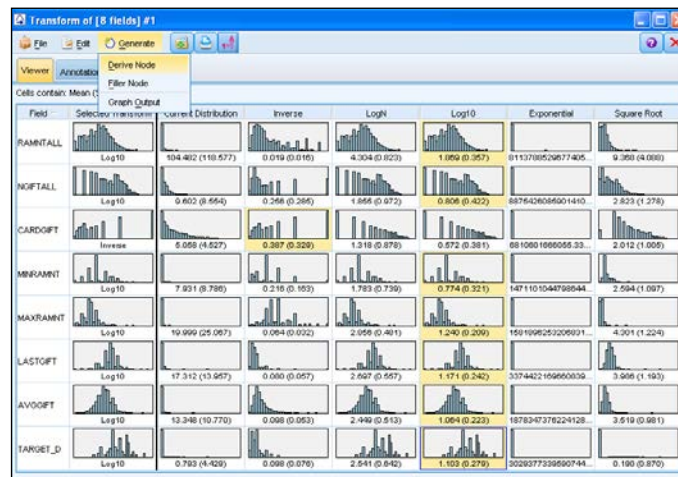 Transform of [8 fields] #1
File Edit Generate
Derive Node
Filler Node
Graph Output
Viewer Annotation
Cells contain: Mean (
Field Selected Transform Current Distribution Inverse LogN Log10 Exponential Square Root
RAMNTALL Log10 104.482 (118.577) 0.019 (0.016) 4.304 (0.823) 1.869 (0.357) 9.368 (4.088)
NGIFTALL Log10 9.602 (8.554) 0.256 (0.285) 1.855 (0.972) 0.806 (0.422) 2.823 (1.278)
CARDGIFT Inverse 5.058 (4.527) 0.387 (0.329) 1.318 (0.878) 0.572 (0.381) 2.012 (1.005)
MINRAMNT Log10 7.931 (8.786) 0.216 (0.163) 1.783 (0.739) 0.774 (0.321) 2.594 (1.097)
MAXRAMNT Log10 19.999 (25.067) 0.064 (0.032) 2.856 (0.481) 1.240 (0.209) 4.301 (1.224)
LASTGIFT Log10 17.312 (13.957) 0.080 (0.057) 2.697 (0.557) 1.171 (0.242) 3.986 (1.193)
AVGGIFT Log10 13.348 (10.770) 0.098 (0.053) 2.449 (0.513) 1.064 (0.223) 3.519 (0.981)
TARGET_D Log10 0.793 (4.429) 0.098 (0.076) 2.541 (0.642) 1.103 (0.279) 0.190 (0.870)